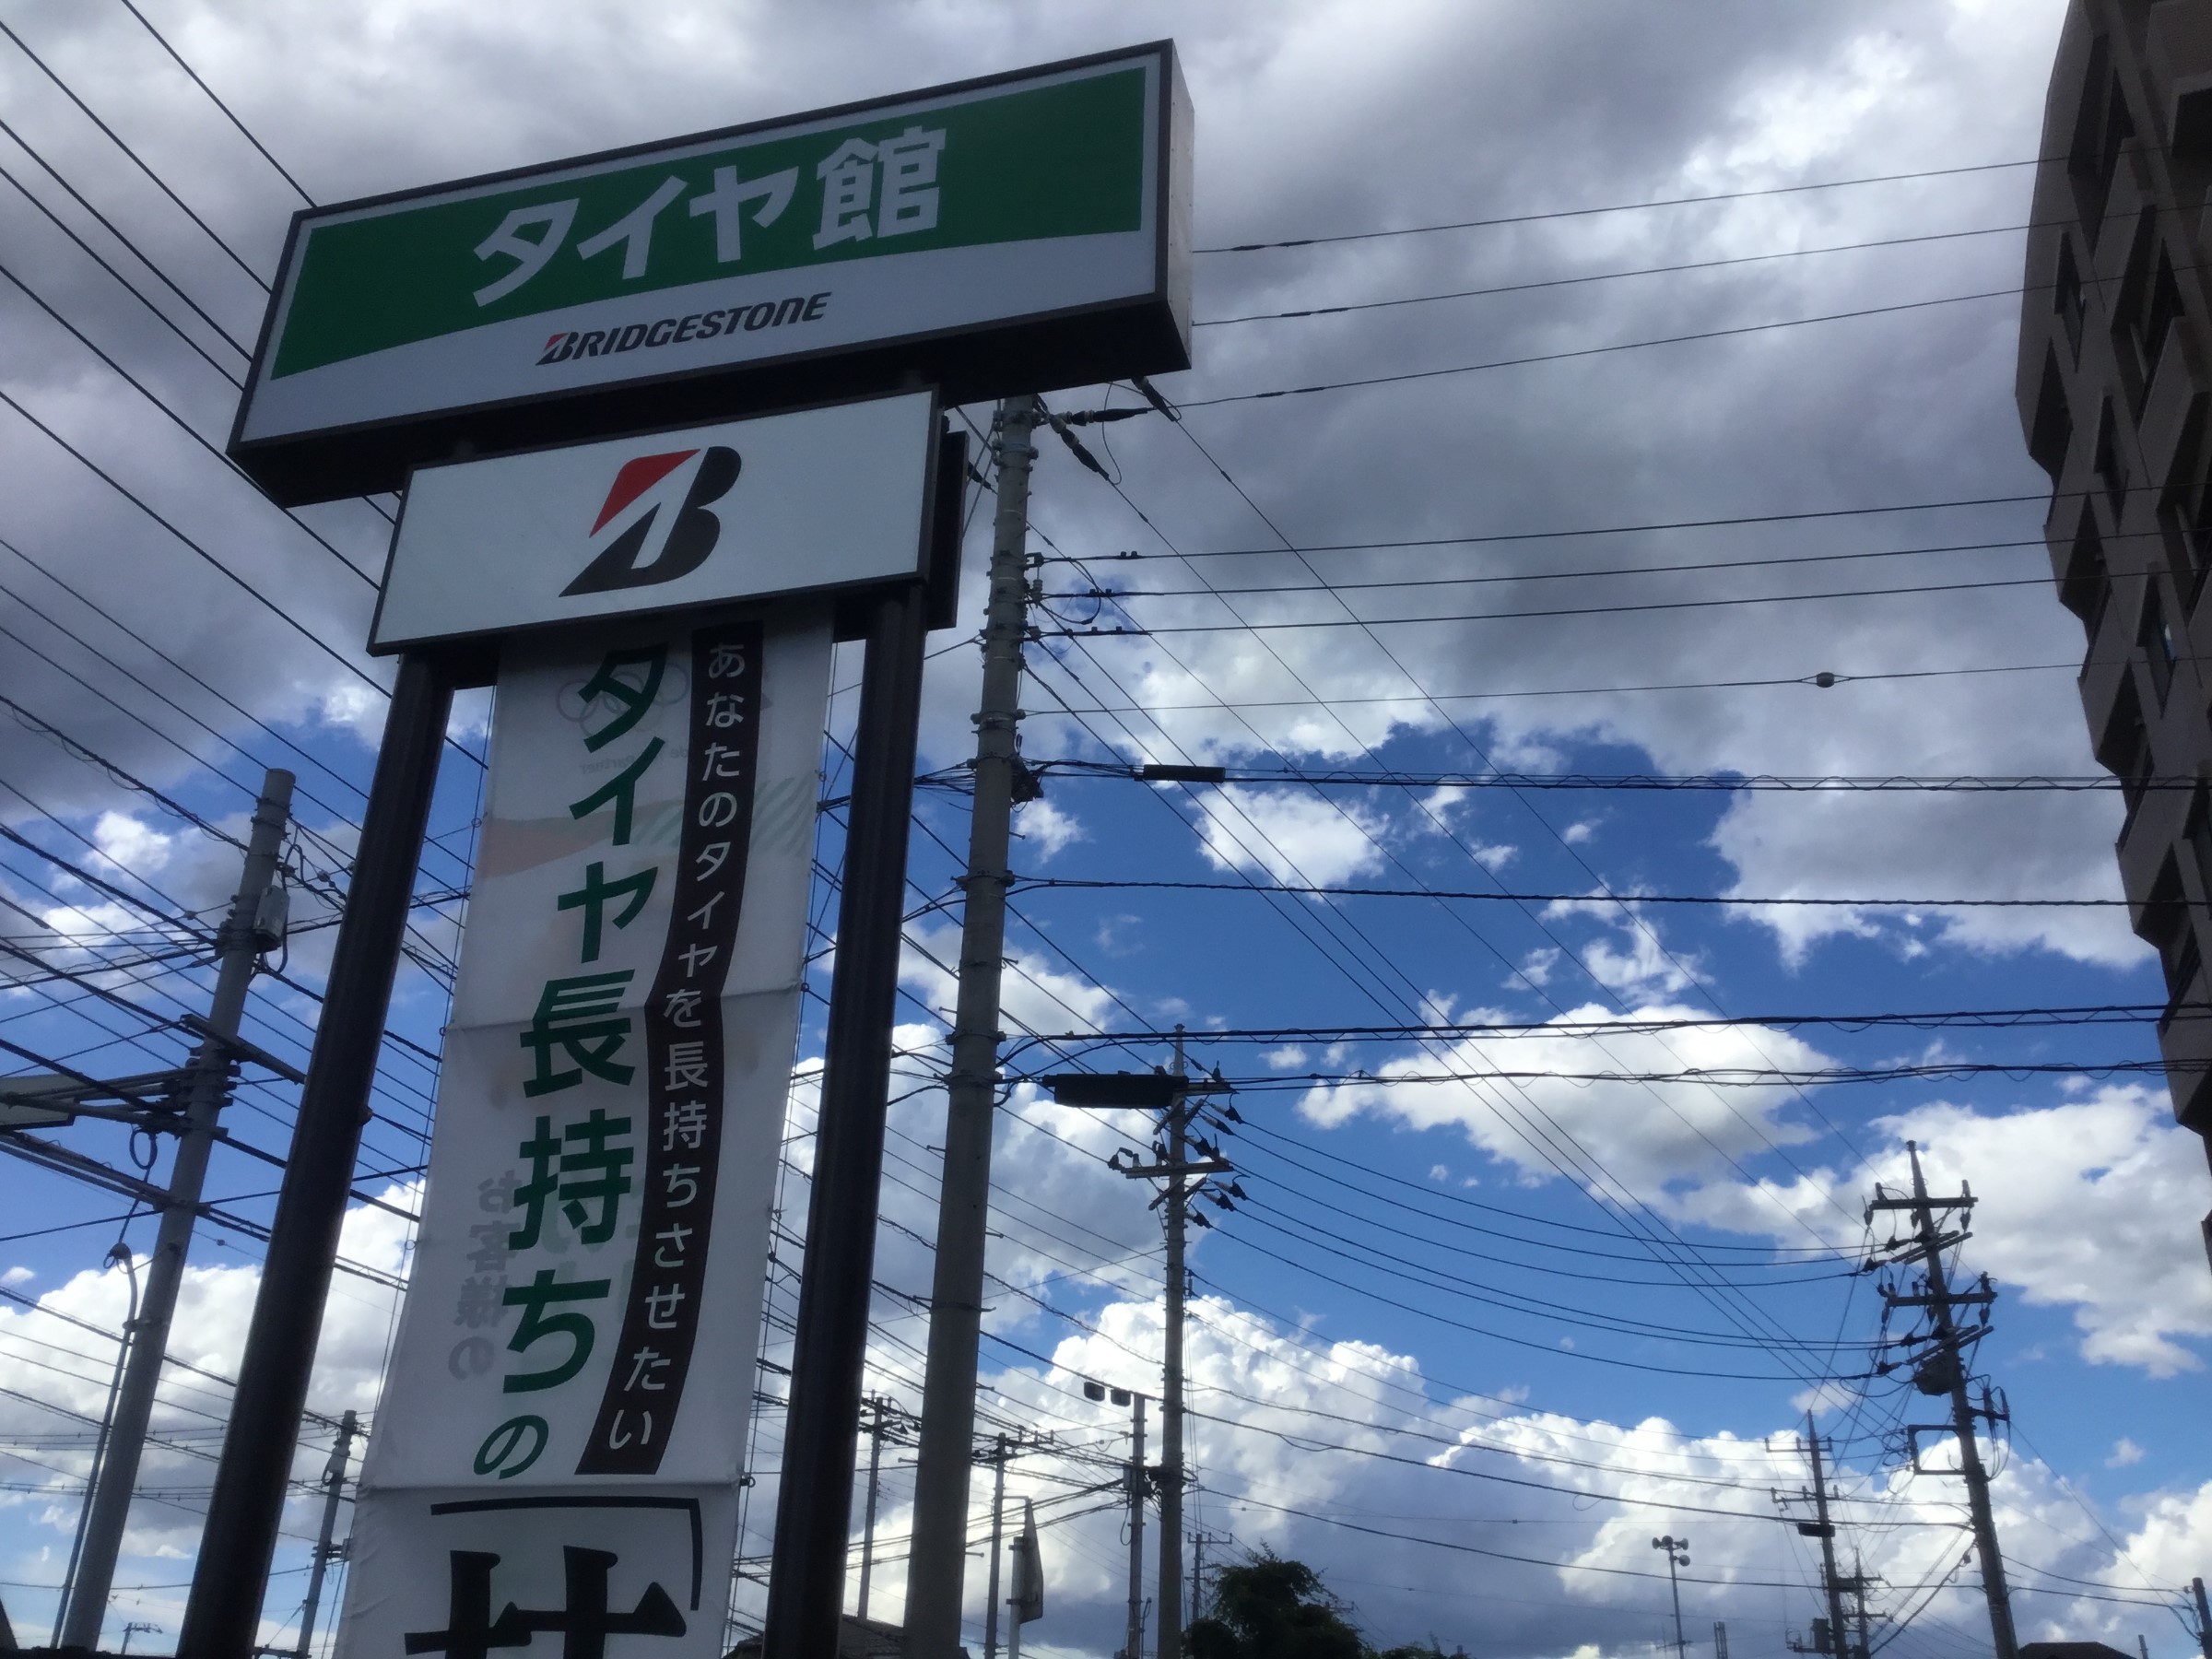 タイヤ館
BRIDGESTONE
B
あなたのタイヤを長持ちさせたい
タイヤ長持ちの
お客様の